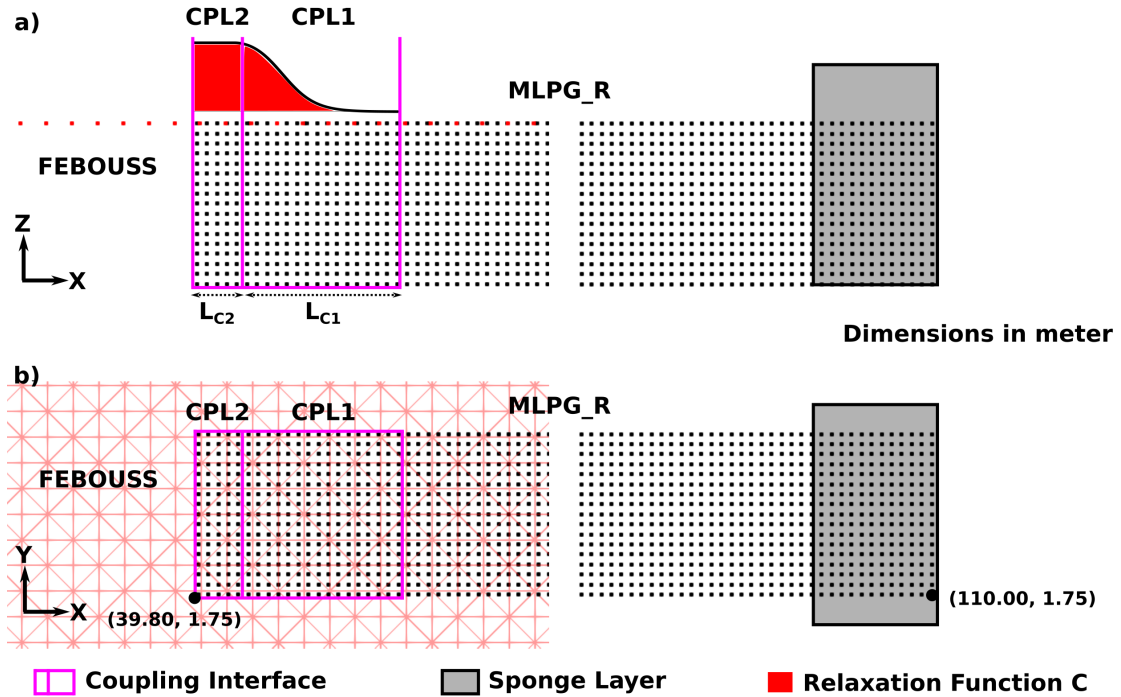 a)
CPL2 CPL1
MLPG_R
FEBOUSS
Z
X
LC2 LC1
Dimensions in meter
b)
CPL2 CPL1
MLPG_R
FEBOUSS
Y
X
(39.80, 1.75)
(110.00, 1.75)
Coupling Interface
Sponge Layer
Relaxation Function C